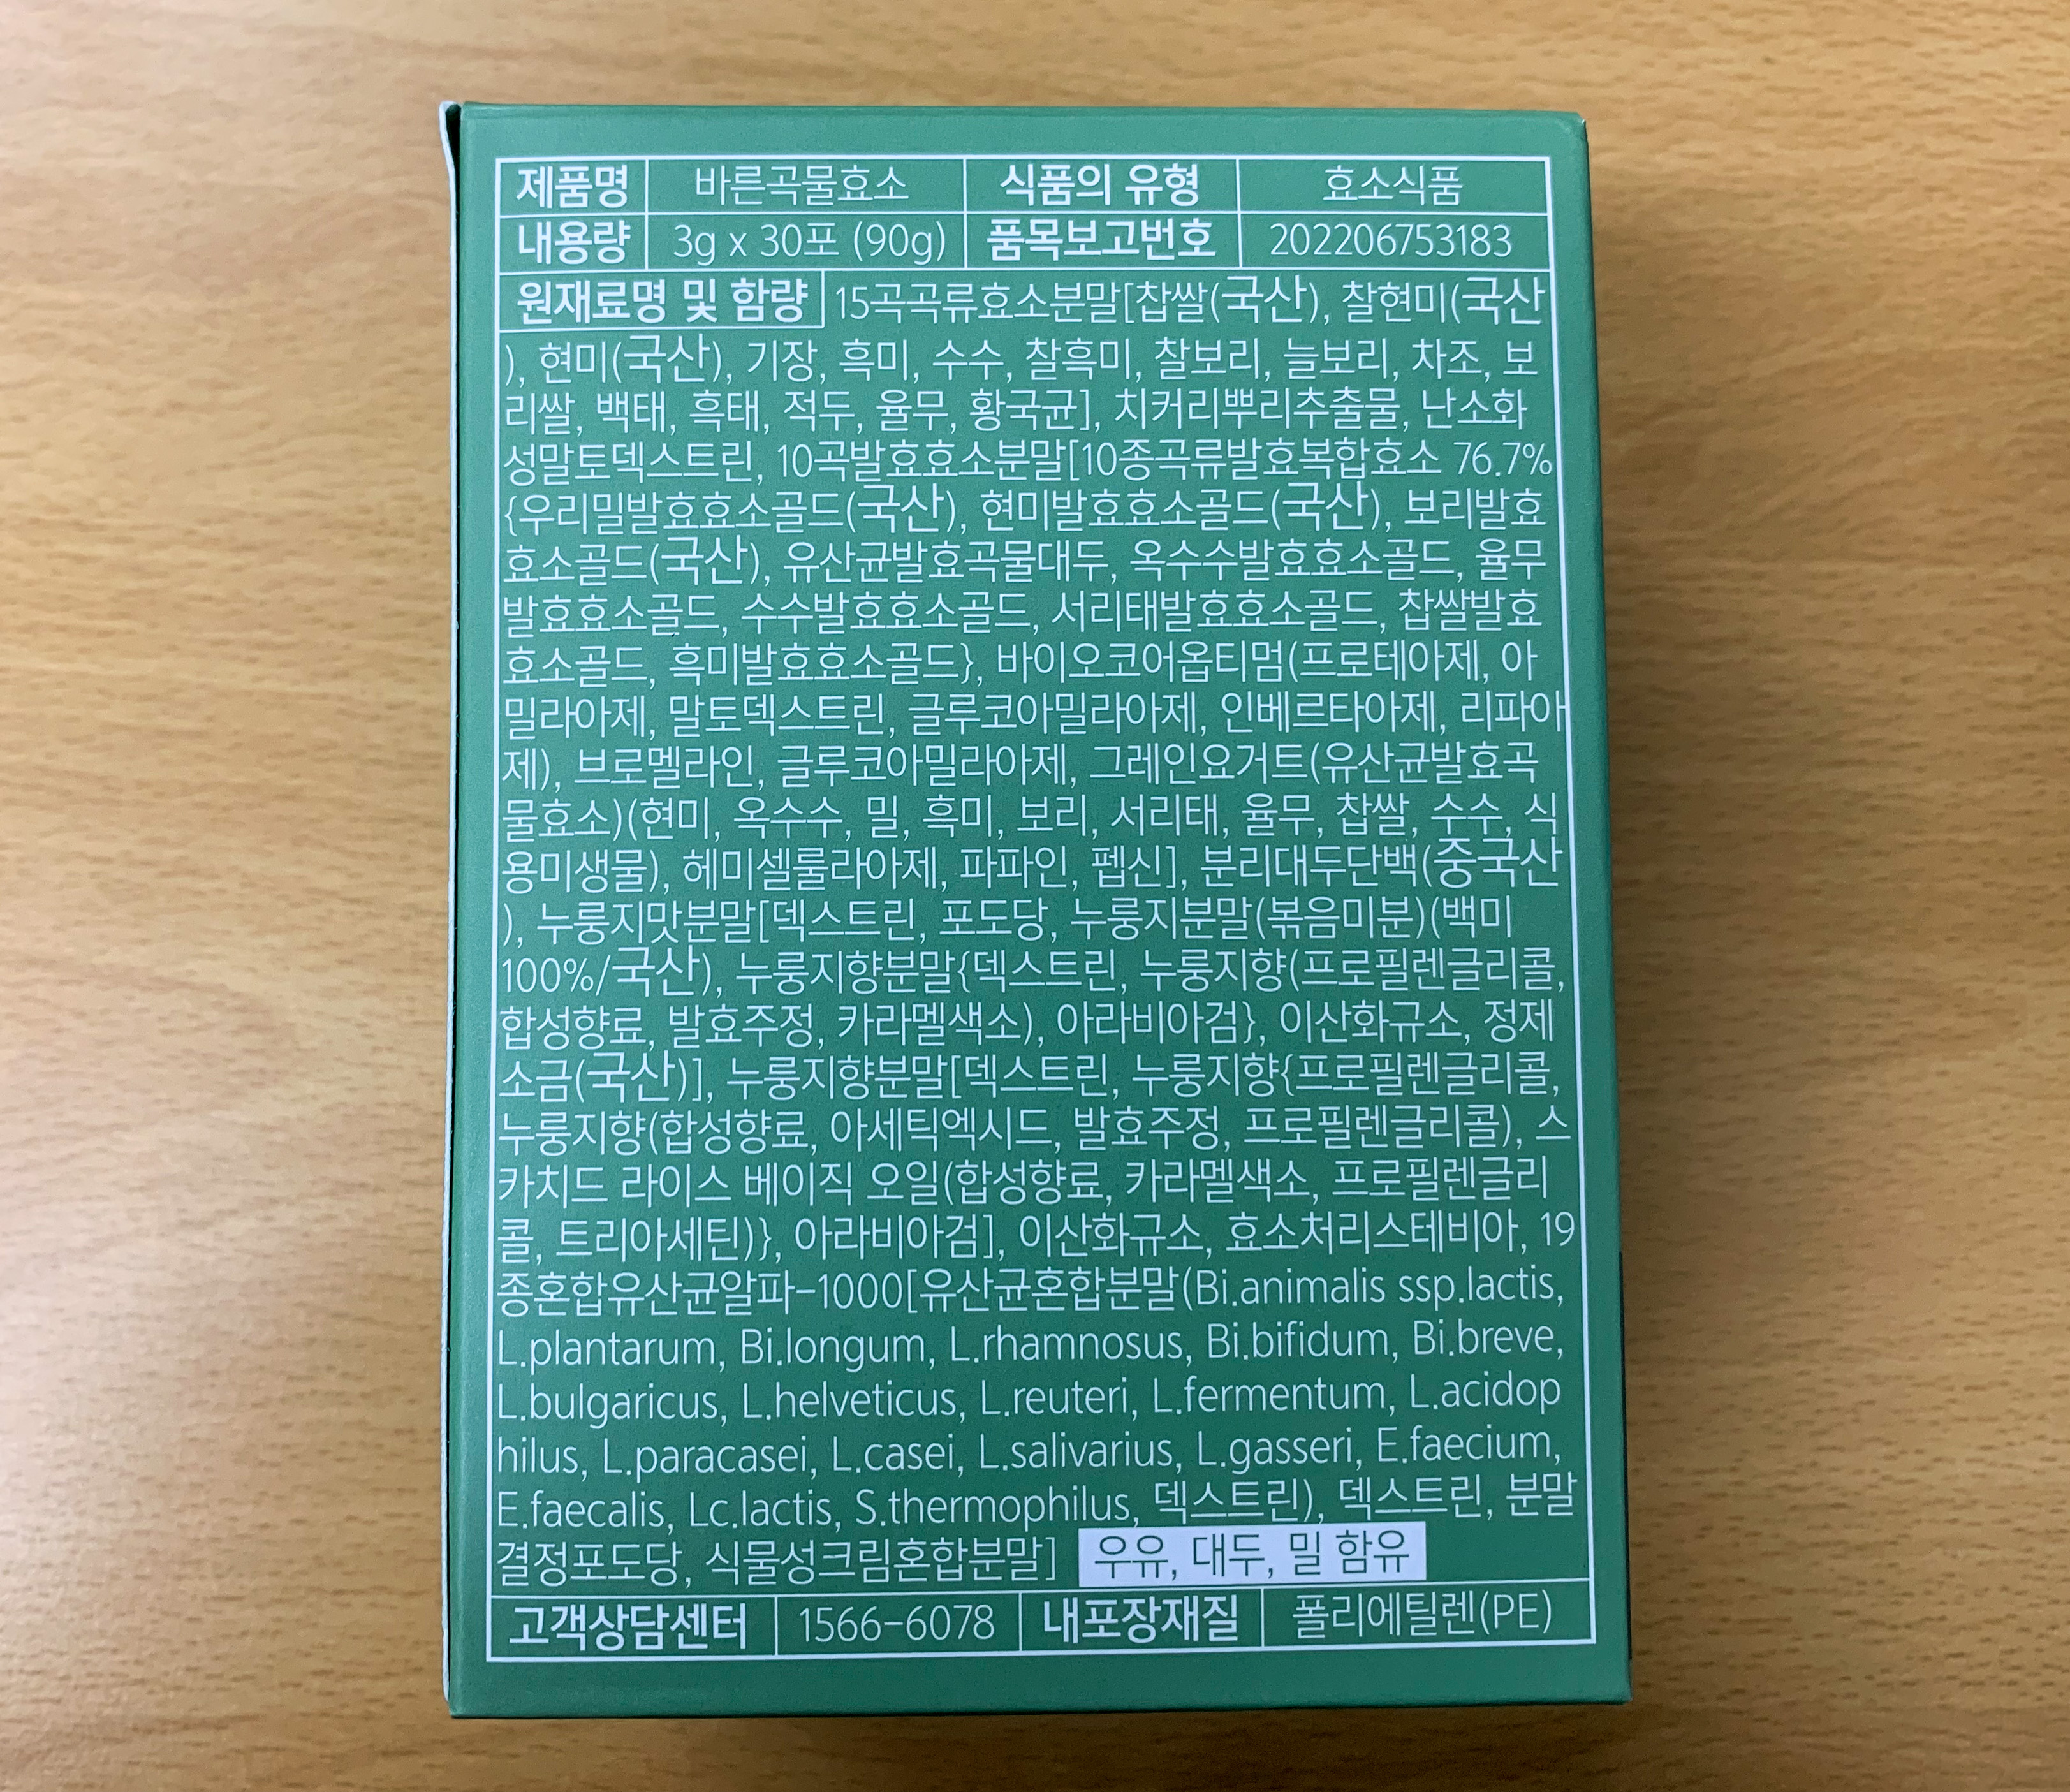 제품명 바른곡물효소 식품의 유형 효소식품
내용량 3g x 30포 (90g) 품목보고번호 202206753183
원재료명 및 함량 15곡곡류효소분말[찹쌀(국산), 찰현미(국산
), 현미(국산), 기장, 흑미, 수수, 찰흑미, 찰보리, 늘보리, 차조, 보
리쌀, 백태, 흑태, 적두, 율무, 황국균], 치커리뿌리추출물, 난소화
성말토덱스트린, 10곡발효효소분말[10종곡류발효복합효소 76.7%
{우리밀발효효소골드(국산), 현미발효효소골드(국산), 보리발효
효소골드(국산), 유산균발효곡물대두, 옥수수발효효소골드, 율무
발효효소골드, 수수발효효소골드, 서리태발효효소골드, 찹쌀발효
효소골드, 흑미발효효소골드}, 바이오코어옵티멈(프로테아제, 아
밀라아제, 말토덱스트린, 글루코아밀라아제, 인베르타아제, 리파아
제), 브로멜라인, 글루코아밀라아제, 그레인요거트(유산균발효곡
물효소)(현미, 옥수수, 밀, 흑미, 보리, 서리태, 율무, 찹쌀, 수수, 식
용미생물), 헤미셀룰라아제, 파파인, 펩신], 분리대두단백(중국산
), 누룽지맛분말[덱스트린, 포도당, 누룽지분말(볶음미분)(백미
100%/국산), 누룽지향분말{덱스트린, 누룽지향(프로필렌글리콜,
합성향료, 발효주정, 카라멜색소), 아라비아검}, 이산화규소, 정제
소금(국산)], 누룽지향분말[덱스트린, 누룽지향{프로필렌글리콜,
누룽지향(합성향료, 아세틱엑시드, 발효주정, 프로필렌글리콜), 스
카치드 라이스 베이직 오일(합성향료, 카라멜색소, 프로필렌글리
콜, 트리아세틴)}, 아라비아검], 이산화규소, 효소처리스테비아, 19
종혼합유산균알파-1000[유산균혼합분말(Bi.animalis ssp.lactis,
L.plantarum, Bi.longum, L.rhamnosus, Bi.bifidum, Bi.breve,
L.bulgaricus, L.helveticus, L.reuteri, L.fermentum, L.acidop
hilus, L.paracasei, L.casei, L.salivarius, L.gasseri, E.faecium,
E.faecalis, Lc.lactis, S.thermophilus, 덱스트린), 덱스트린, 분말
결정포도당, 식물성크림혼합분말] 우유, 대두, 밀 함유
고객상담센터 1566-6078 내포장재질 폴리에틸렌(PE)